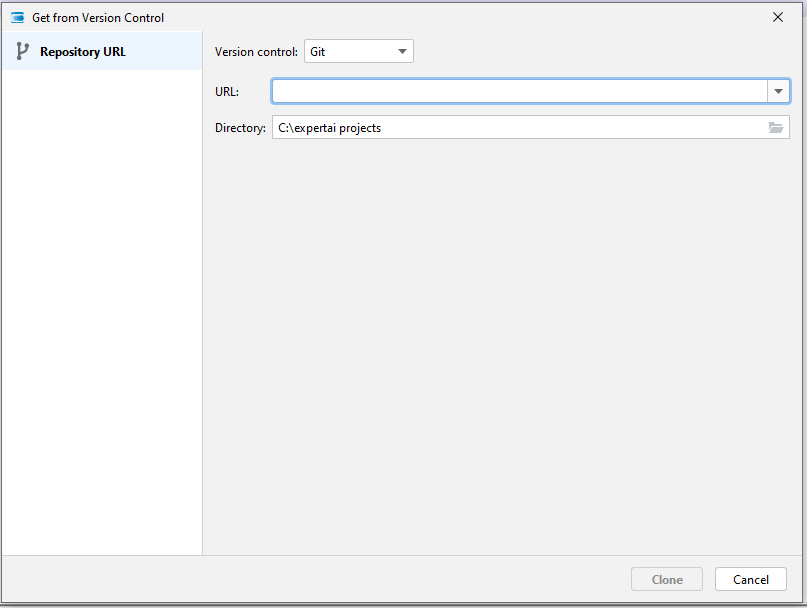 Get from Version Control
Repository URL
Version control: Git
URL:
Directory: C:\expertai projects
Clone Cancel